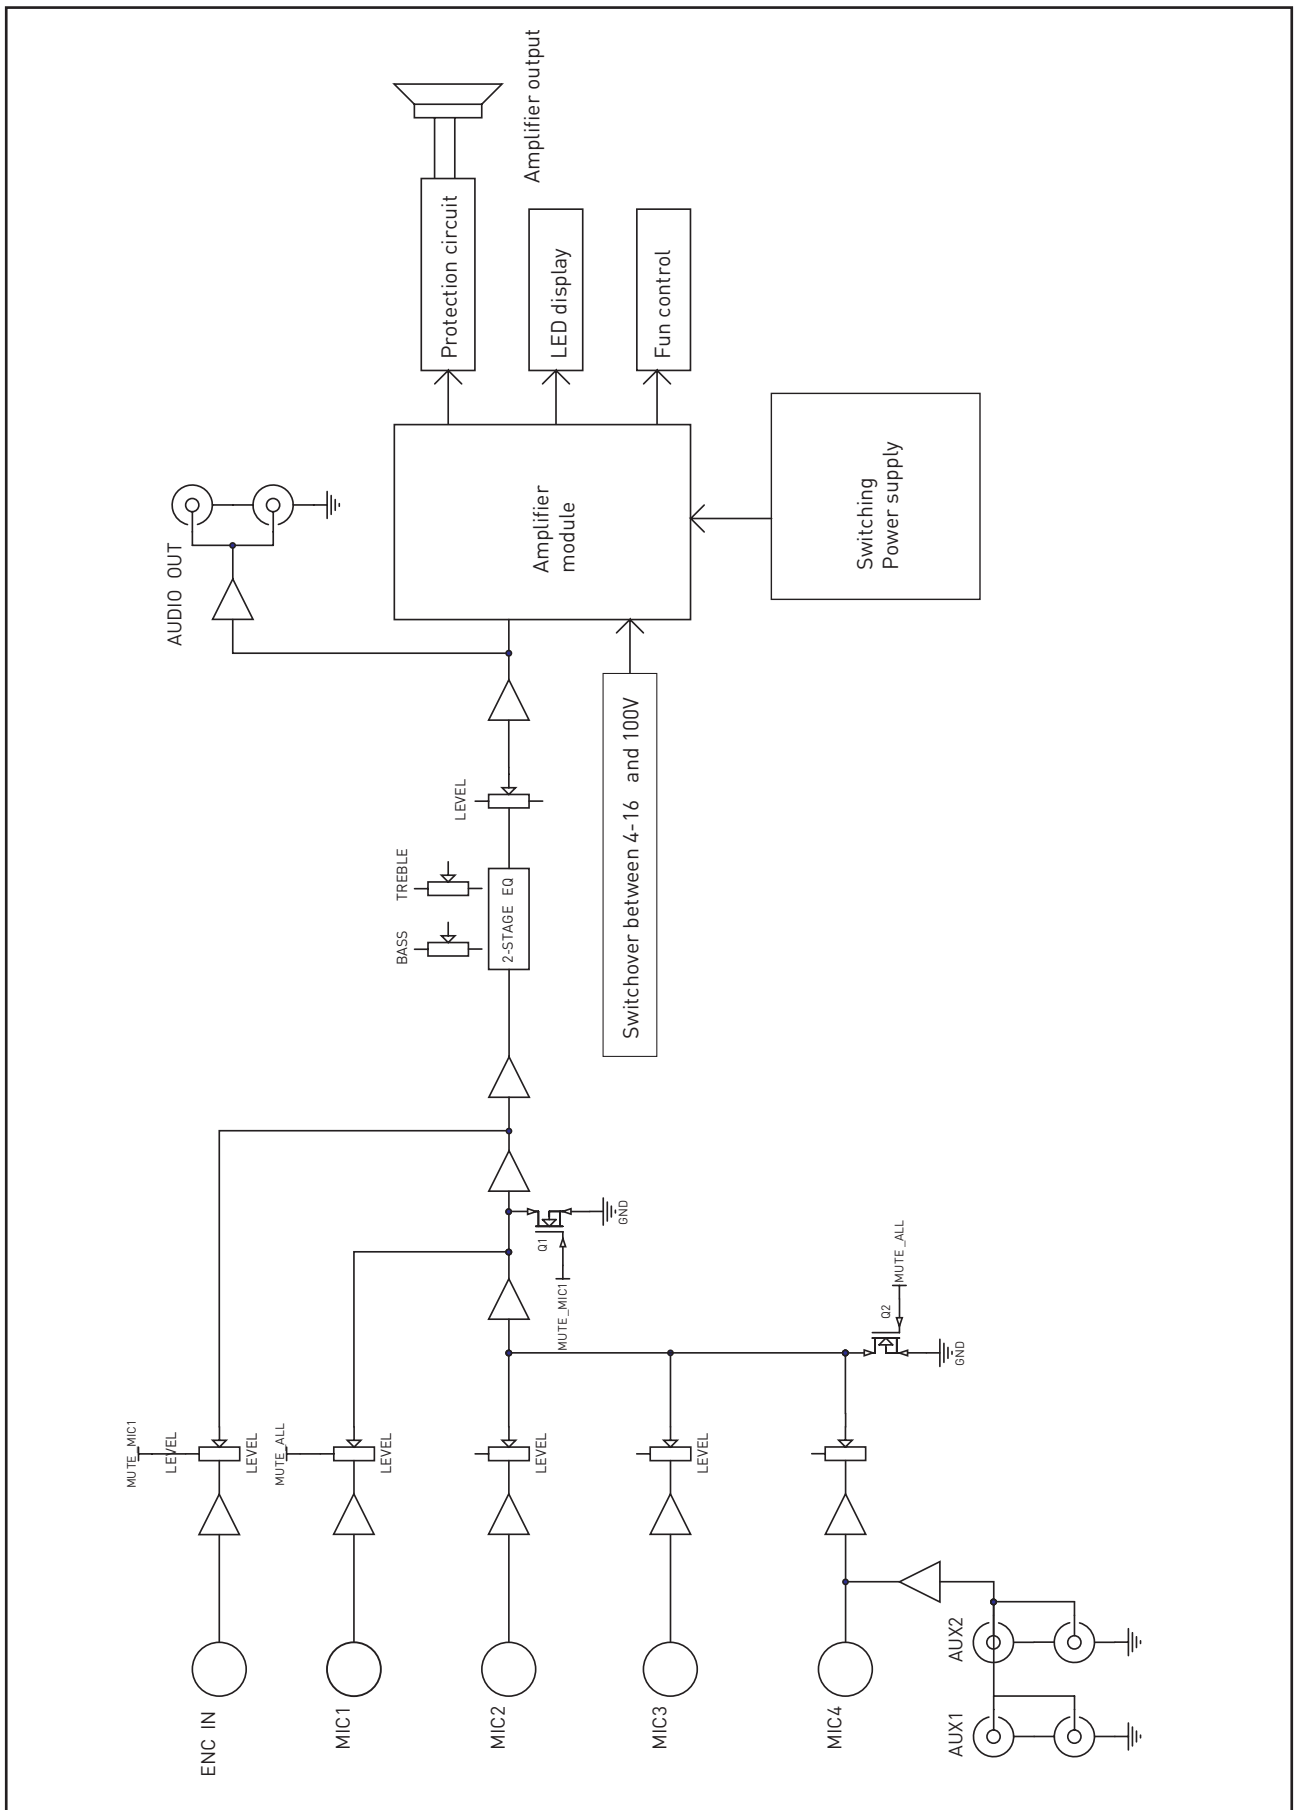 ENC IN
MUTE_MIC1
LEVEL
LEVEL
MIC1
MUTE_ALL
LEVEL
MIC2
LEVEL
MIC3
LEVEL
MIC4
AUX1
AUX2
Q1
MUTE_MIC1
GND
Q2
MUTE_ALL
GND
BASS
TREBLE
2-STAGE EQ
LEVEL
AUDIO OUT
Switchover between 4-16 and 100V
Amplifier
module
Switching
Power supply
Protection circuit
LED display
Fun control
Amplifier output